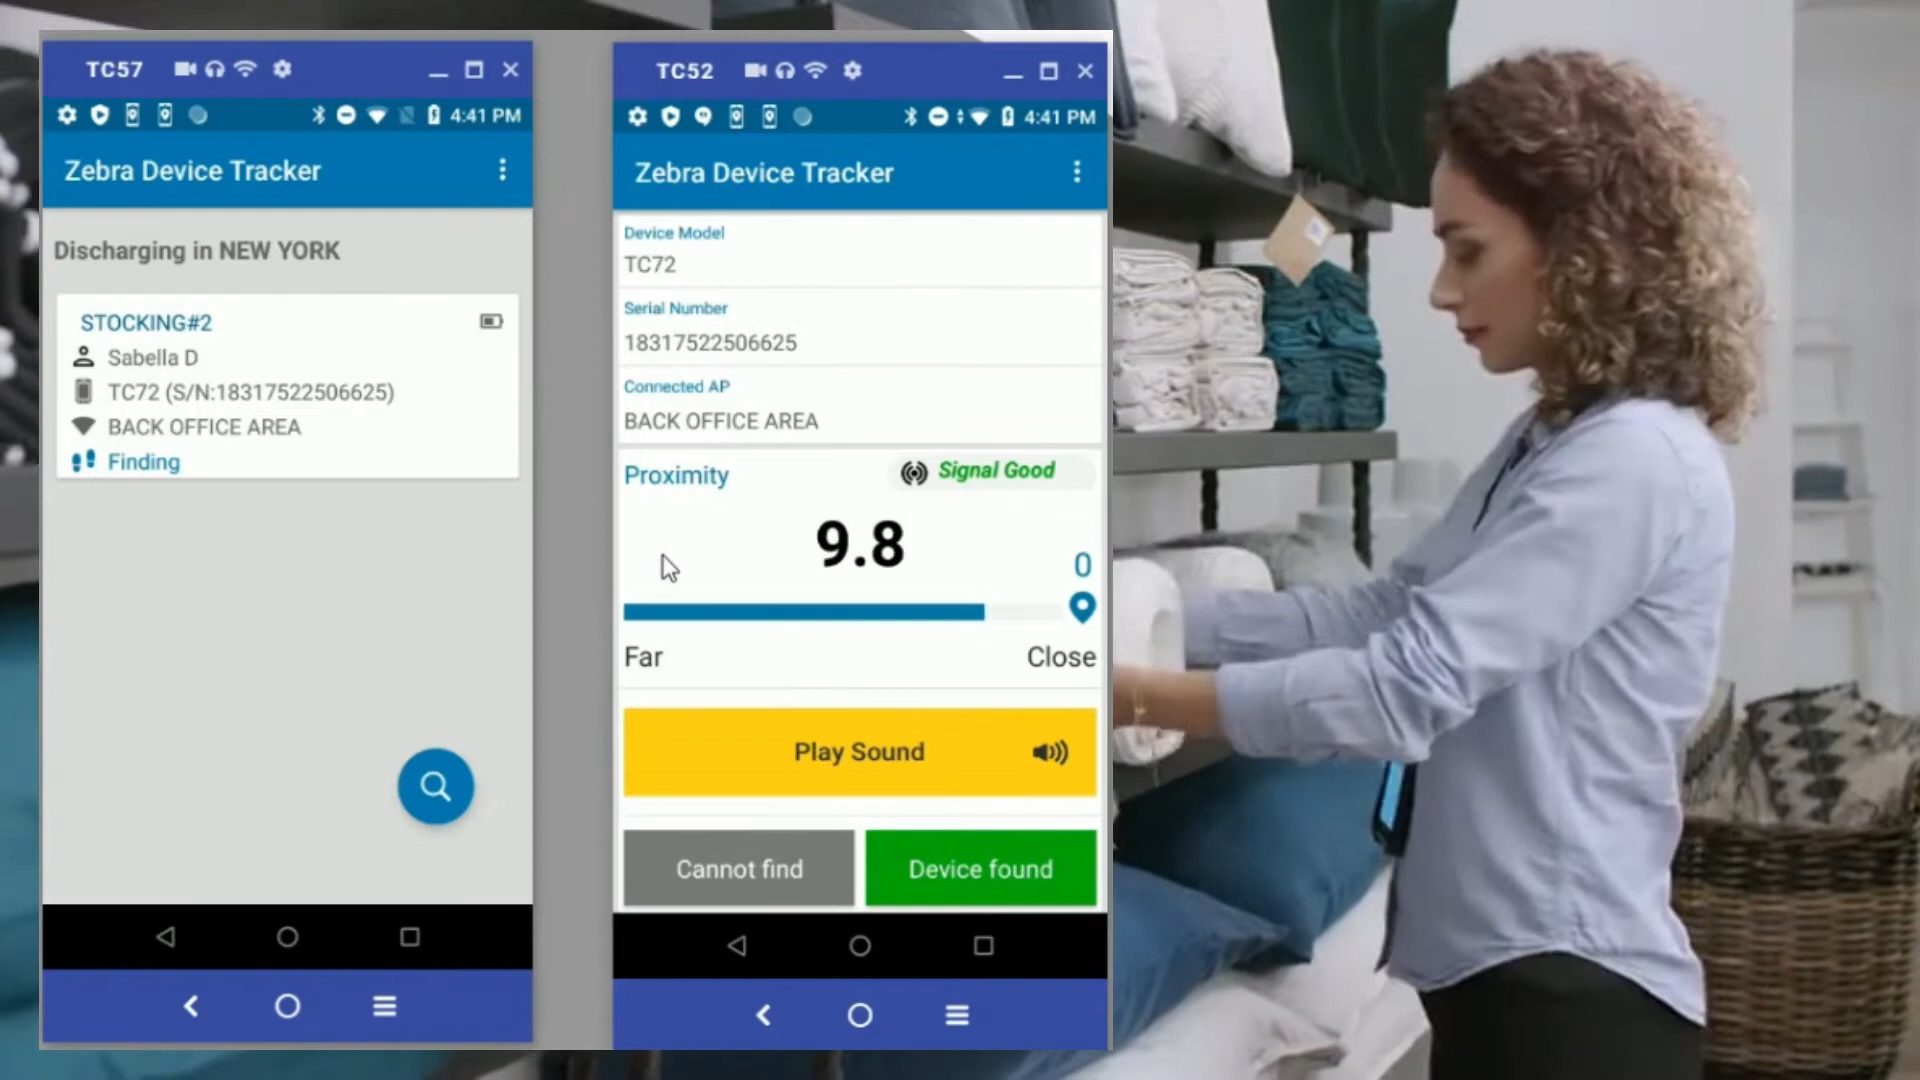 TC57
4:41 PM
Zebra Device Tracker
Discharging in NEW YORK
STOCKING#2
Sabella D
TC72 (S/N:18317522506625)
BACK OFFICE AREA
Finding
TC52
4:41 PM
Zebra Device Tracker
Device Model
TC72
Serial Number
18317522506625
Connected AP
BACK OFFICE AREA
Proximity
Signal Good
9.8
0
Far
Close
Play Sound
Cannot find
Device found